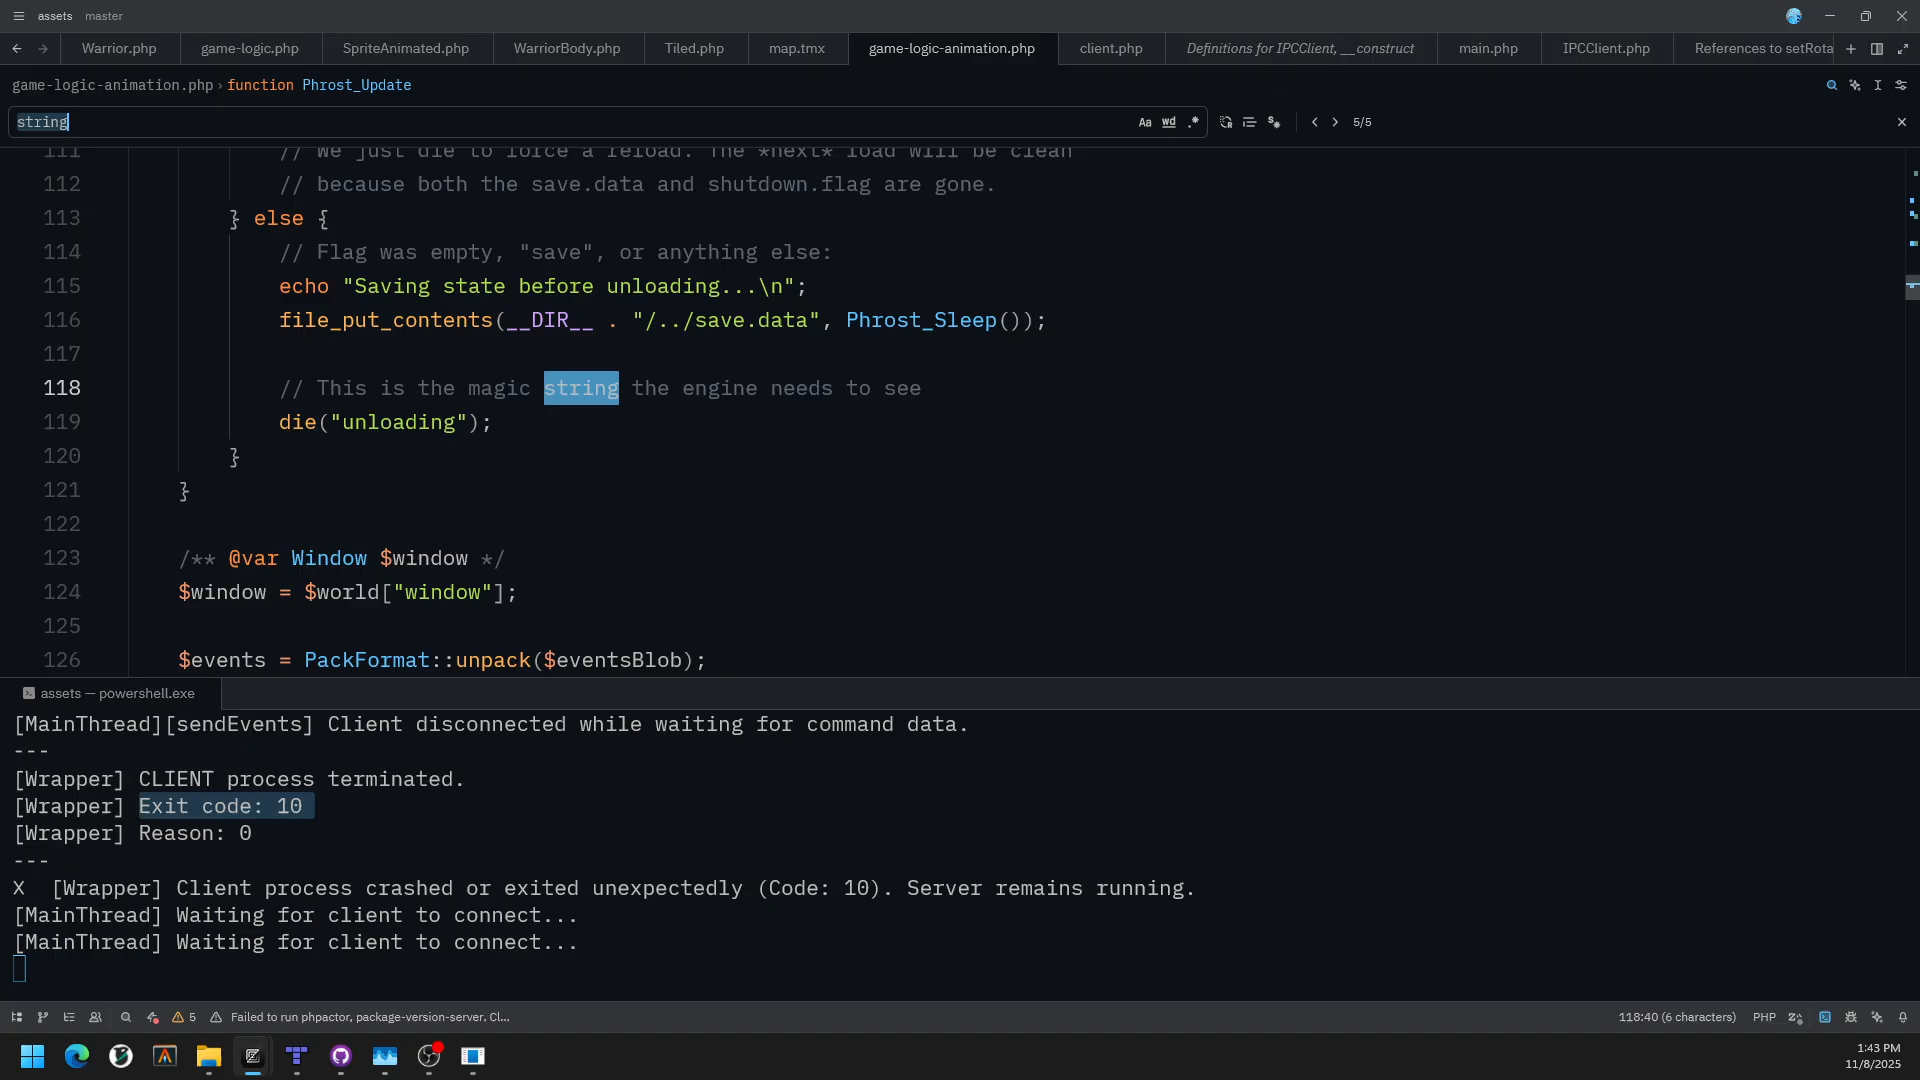 assets master
Warrior.php game-logic.php SpriteAnimated.php WarriorBody.php Tiled.php map.tmx game-logic-animation.php client.php Definitions for IPCClient, __construct main.php IPCClient.php References to setRota
game-logic-animation.php › function Phrost_Update
string Aa wd .* 5/5
111 // We just die to force a reload. The *next* load will be clean
112 // because both the save.data and shutdown.flag are gone.
113 } else {
114 // Flag was empty, "save", or anything else:
115 echo "Saving state before unloading...\n";
116 file_put_contents(__DIR__ . "/../save.data", Phrost_Sleep());
117
118 // This is the magic string the engine needs to see
119 die("unloading");
120 }
121 }
122
123 /** @var Window $window */
124 $window = $world["window"];
125
126 $events = PackFormat::unpack($eventsBlob);
assets — powershell.exe
[MainThread][sendEvents] Client disconnected while waiting for command data.
---
[Wrapper] CLIENT process terminated.
[Wrapper] Exit code: 10
[Wrapper] Reason: 0
---
X [Wrapper] Client process crashed or exited unexpectedly (Code: 10). Server remains running.
[MainThread] Waiting for client to connect...
[MainThread] Waiting for client to connect...
5 Failed to run phpactor, package-version-server. Cl... 118:40 (6 characters) PHP
1:43 PM
11/8/2025